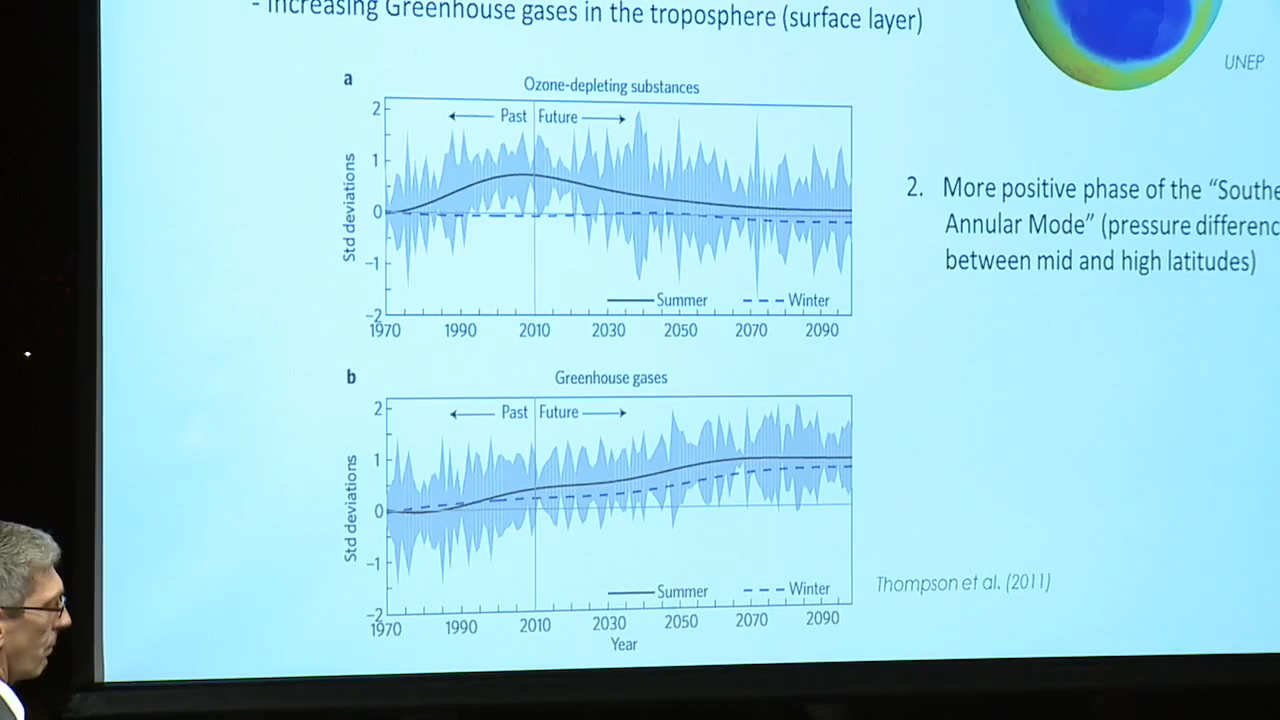 - Increasing Greenhouse gases in the troposphere (surface layer)
UNEP
a
Ozone-depleting substances
Past Future
Std deviations
2
1
0
−1
−2
Summer Winter
1970 1990 2010 2030 2050 2070 2090
2. More positive phase of the “Southe
Annular Mode” (pressure differenc
between mid and high latitudes)
b
Greenhouse gases
Past Future
Std deviations
2
1
0
−1
−2
Summer Winter
1970 1990 2010 2030 2050 2070 2090
Year
Thompson et al. (2011)